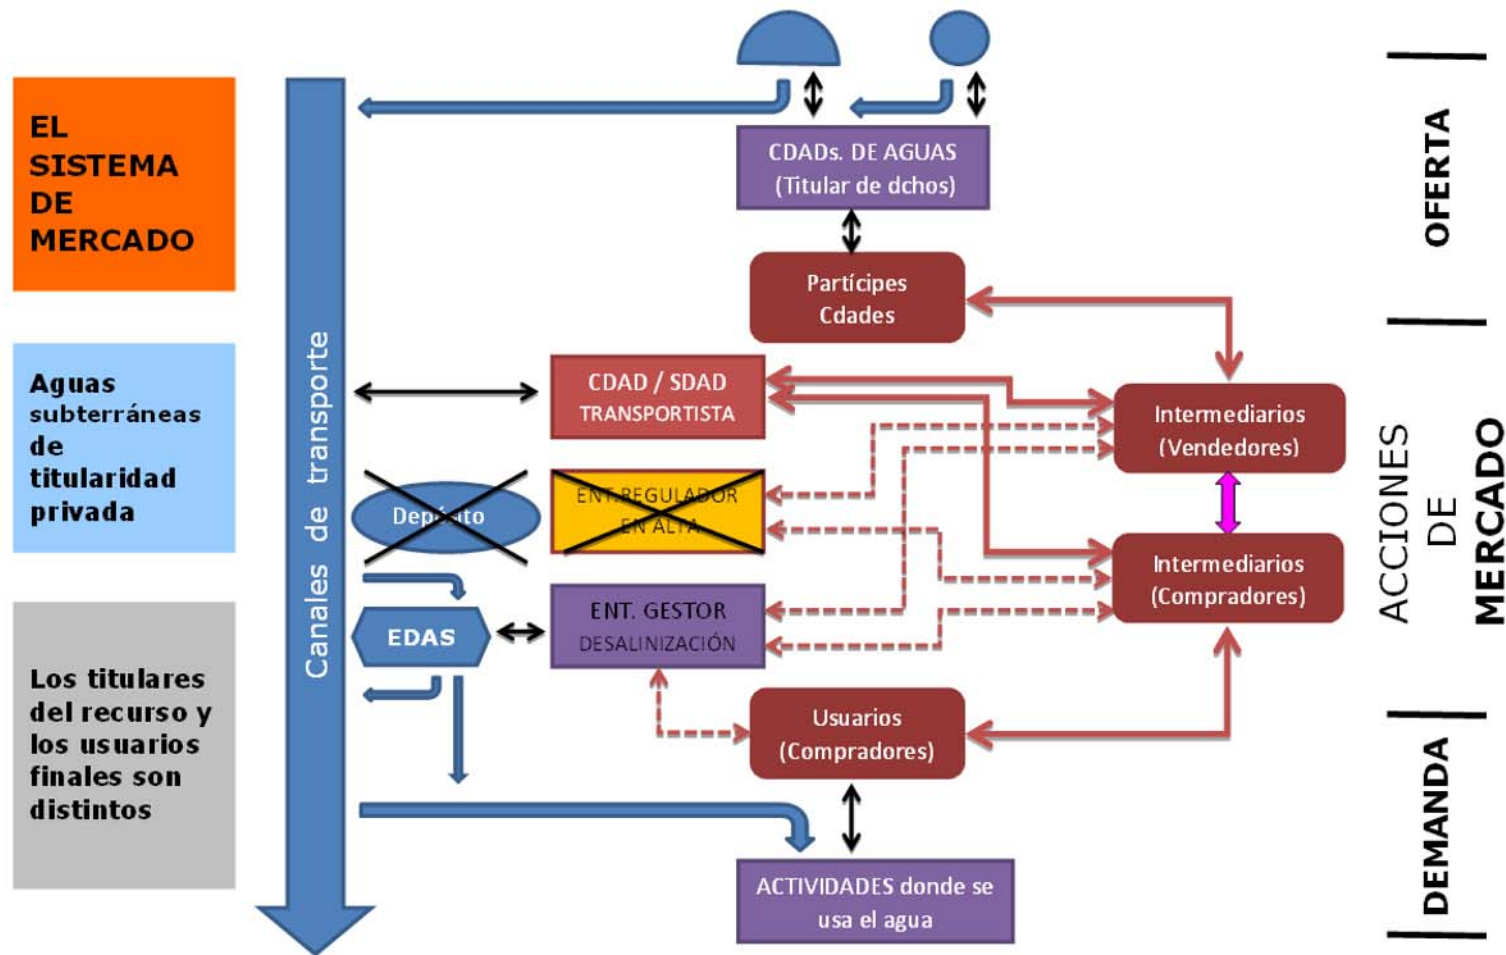 EL
SISTEMA
DE
MERCADO
Aguas
subterráneas
de
titularidad
privada
Los titulares
del recurso y
los usuarios
finales son
distintos
Canales de transporte
CDADs. DE AGUAS
(Titular de dchos)
Partícipes
Cdades
CDAD / SDAD
TRANSPORTISTA
Depósito
ENT.REGULADOR
EN ALTA
EDAS
ENT. GESTOR
DESALINIZACIÓN
Usuarios
(Compradores)
ACTIVIDADES donde se
usa el agua
Intermediarios
(Vendedores)
Intermediarios
(Compradores)
OFERTA
ACCIONES
DE
MERCADO
DEMANDA